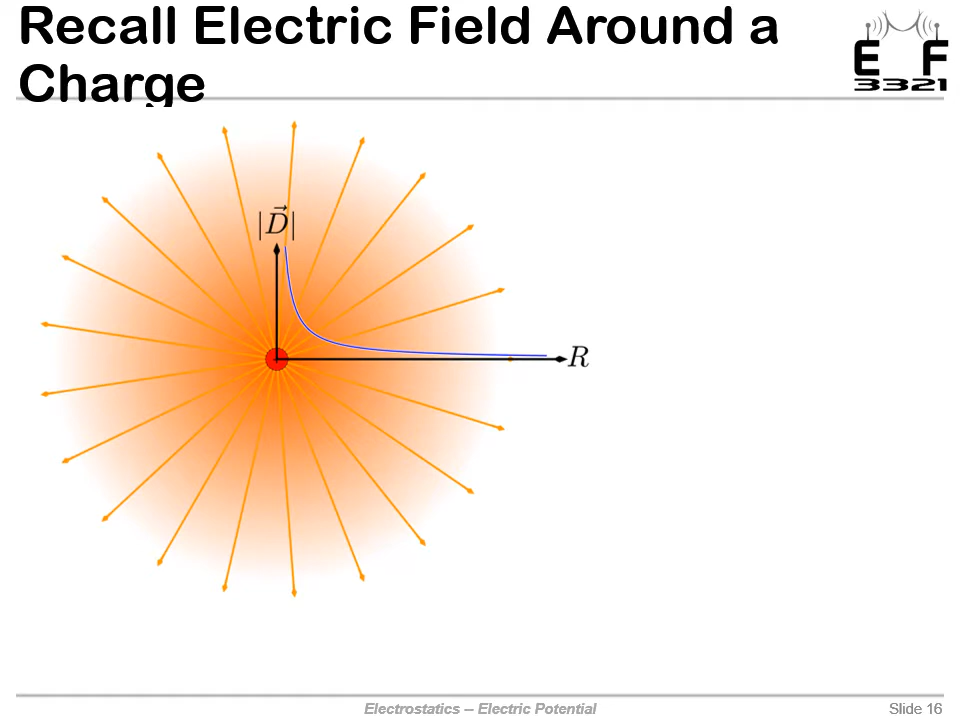 Recall Electric Field Around a
Charge
E F
3321
|D⃗|
R
Electrostatics -- Electric Potential
Slide 16